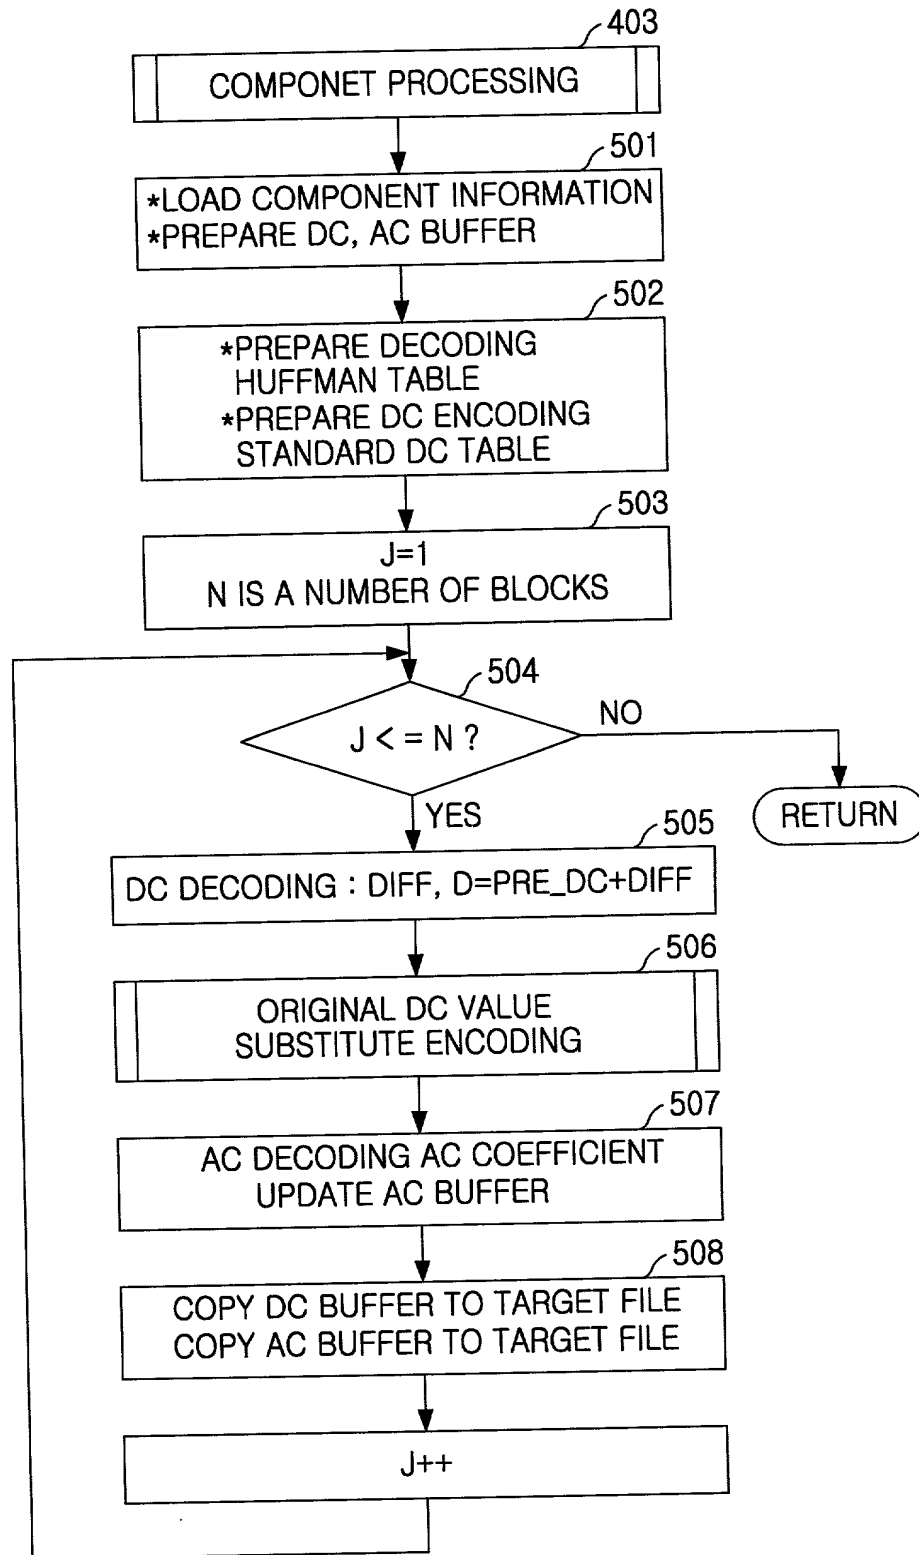 403
COMPONET PROCESSING
501
*LOAD COMPONENT INFORMATION
*PREPARE DC, AC BUFFER
502
*PREPARE DECODING
HUFFMAN TABLE
*PREPARE DC ENCODING
STANDARD DC TABLE
503
J=1
N IS A NUMBER OF BLOCKS
504
J < = N ?
NO
RETURN
YES
505
DC DECODING : DIFF, D=PRE_DC+DIFF
506
ORIGINAL DC VALUE
SUBSTITUTE ENCODING
507
AC DECODING AC COEFFICIENT
UPDATE AC BUFFER
508
COPY DC BUFFER TO TARGET FILE
COPY AC BUFFER TO TARGET FILE
J++